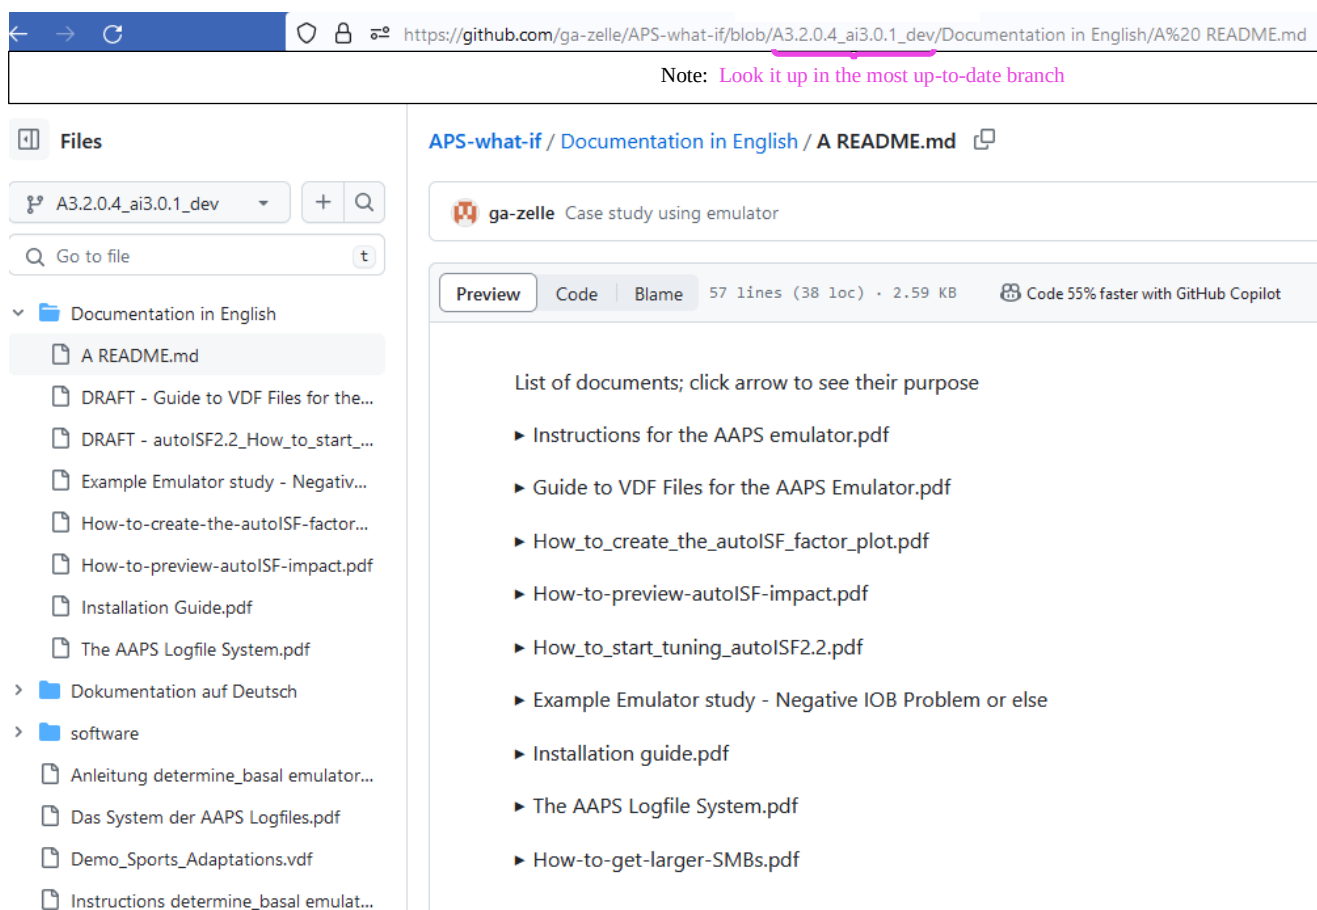 https://github.com/ga-zelle/APS-what-if/blob/A3.2.0.4_ai3.0.1_dev/Documentation in English/A%20 README.md
Note: Look it up in the most up-to-date branch
Files
A3.2.0.4_ai3.0.1_dev
Go to file
t
Documentation in English
A README.md
DRAFT - Guide to VDF Files for the...
DRAFT - autoISF2.2_How_to_start_...
Example Emulator study - Negativ...
How-to-create-the-autoISF-factor...
How-to-preview-autoISF-impact.pdf
Installation Guide.pdf
The AAPS Logfile System.pdf
Dokumentation auf Deutsch
software
Anleitung determine_basal emulator...
Das System der AAPS Logfiles.pdf
Demo_Sports_Adaptations.vdf
Instructions determine_basal emulat...
APS-what-if / Documentation in English / A README.md
ga-zelle Case study using emulator
Preview Code Blame 57 lines (38 loc) · 2.59 KB Code 55% faster with GitHub Copilot
List of documents; click arrow to see their purpose
Instructions for the AAPS emulator.pdf
Guide to VDF Files for the AAPS Emulator.pdf
How_to_create_the_autoISF_factor_plot.pdf
How-to-preview-autoISF-impact.pdf
How_to_start_tuning_autoISF2.2.pdf
Example Emulator study - Negative IOB Problem or else
Installation guide.pdf
The AAPS Logfile System.pdf
How-to-get-larger-SMBs.pdf